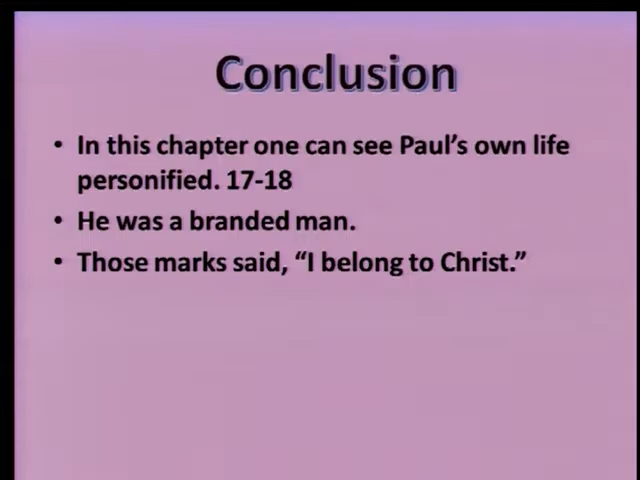 Conclusion
• In this chapter one can see Paul's own life
personified. 17-18
• He was a branded man.
• Those marks said, “I belong to Christ.”